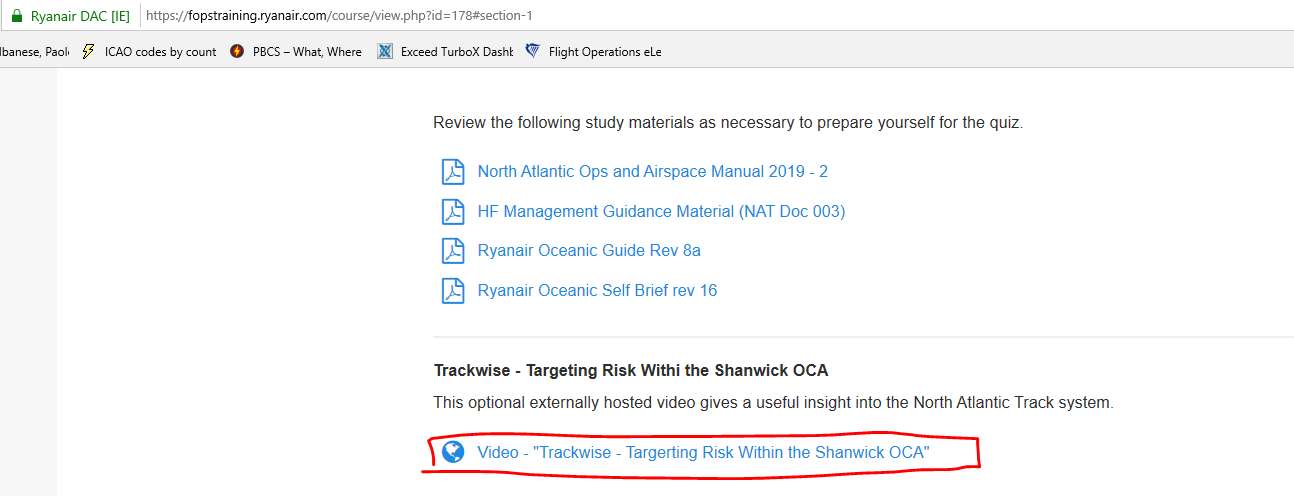 Ryanair DAC [IE] https://fopstraining.ryanair.com/course/view.php?id=178#section-1
lbanese, Paolo ICAO codes by count PBCS – What, Where Exceed TurboX Dashb Flight Operations eLe
Review the following study materials as necessary to prepare yourself for the quiz.
North Atlantic Ops and Airspace Manual 2019 - 2
HF Management Guidance Material (NAT Doc 003)
Ryanair Oceanic Guide Rev 8a
Ryanair Oceanic Self Brief rev 16
Trackwise - Targeting Risk Withi the Shanwick OCA
This optional externally hosted video gives a useful insight into the North Atlantic Track system.
Video - "Trackwise - Targerting Risk Within the Shanwick OCA"